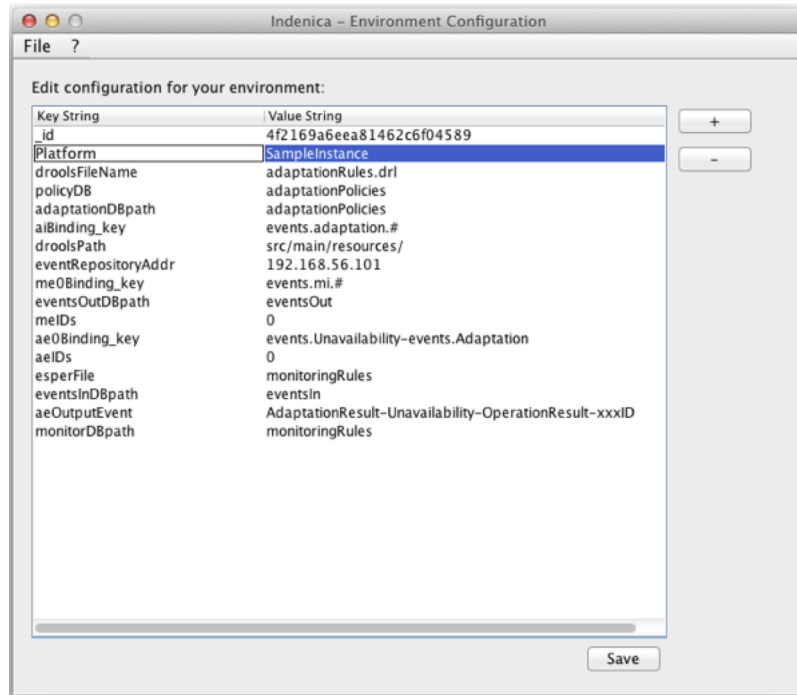 Indenica – Environment Configuration
File ?
Edit configuration for your environment:
Key String Value String
_id 4f2169a6eea81462c6f04589
Platform SampleInstance
droolsFileName adaptationRules.drl
policyDB adaptationPolicies
adaptationDBpath adaptationPolicies
aiBinding_key events.adaptation.#
droolsPath src/main/resources/
eventRepositoryAddr 192.168.56.101
me0Binding_key events.mi.#
eventsOutDBpath eventsOut
meIDs 0
ae0Binding_key events.Unavailability-events.Adaptation
aeIDs 0
esperFile monitoringRules
eventsInDBpath eventsIn
aeOutputEvent AdaptationResult-Unavailability-OperationResult-xxxID
monitorDBpath monitoringRules
+
-
Save